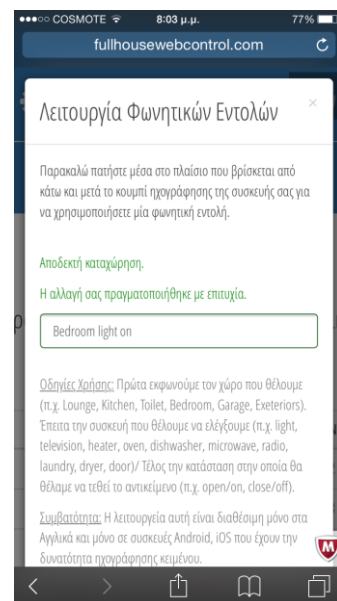 COSMOTE 8:03 μ.μ. 77%
fullhousewebcontrol.com
Λειτουργία Φωνητικών Εντολών ×
Παρακαλώ πατήστε μέσα στο πλαίσιο που βρίσκεται από
κάτω και μετά το κουμπί ηχογράφησης της συσκευής σας για
να χρησιμοποιήσετε μία φωνητική εντολή.
Αποδεκτή καταχώρηση.
Η αλλαγή σας πραγματοποιήθηκε με επιτυχία.
Bedroom light on
Οδηγίες Χρήσης: Πρώτα εκφωνούμε τον χώρο που θέλουμε
(π.χ. Lounge, Kitchen, Toilet, Bedroom, Garage, Exeteriors).
Έπειτα την συσκευή που θέλουμε να ελέγξουμε (π.χ. light,
television, heater, oven, dishwasher, microwave, radio,
laundry, dryer, door)/ Τέλος την κατάσταση στην οποία θα
θέλαμε να τεθεί το αντικείμενο (π.χ. open/on, close/off).
Συμβατότητα: Η λειτουργία αυτή είναι διαθέσιμη μόνο στα
Αγγλικά και μόνο σε συσκευές Android, iOS που έχουν την
δυνατότητα ηχογράφησης κειμένου.